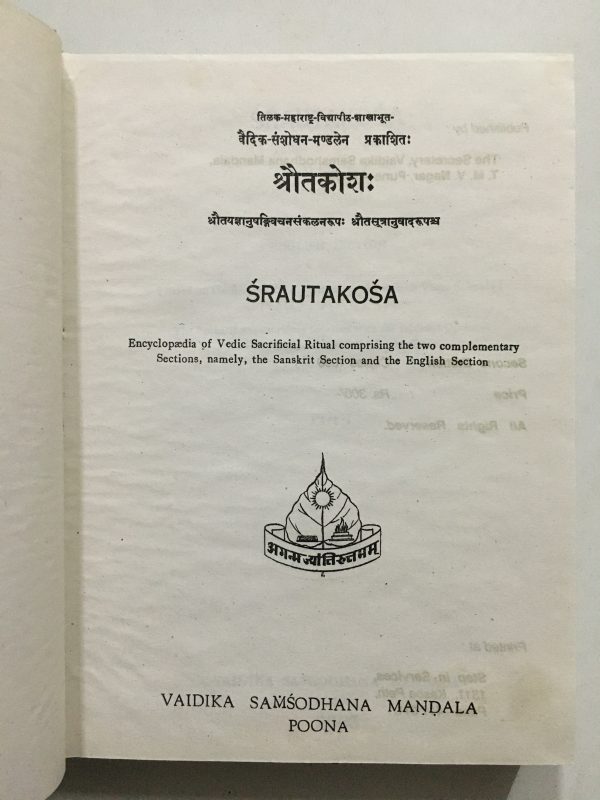 तिलक-महाराष्ट्र-विद्यापीठ-शाखाभूत-
वैदिक-संशोधन-मण्डलेन प्रकाशितः
श्रौतकोशः
श्रौतयज्ञानुषङ्गिवचनसंकलनरूपः श्रौतसूत्रानुवादरूपश्च
ŚRAUTAKOŚA
Encyclopædia of Vedic Sacrificial Ritual comprising the two complementary
Sections, namely, the Sanskrit Section and the English Section
अगन्मज्योतिरुत्तमम्
VAIDIKA SAṀŚODHANA MAṆḌALA
POONA